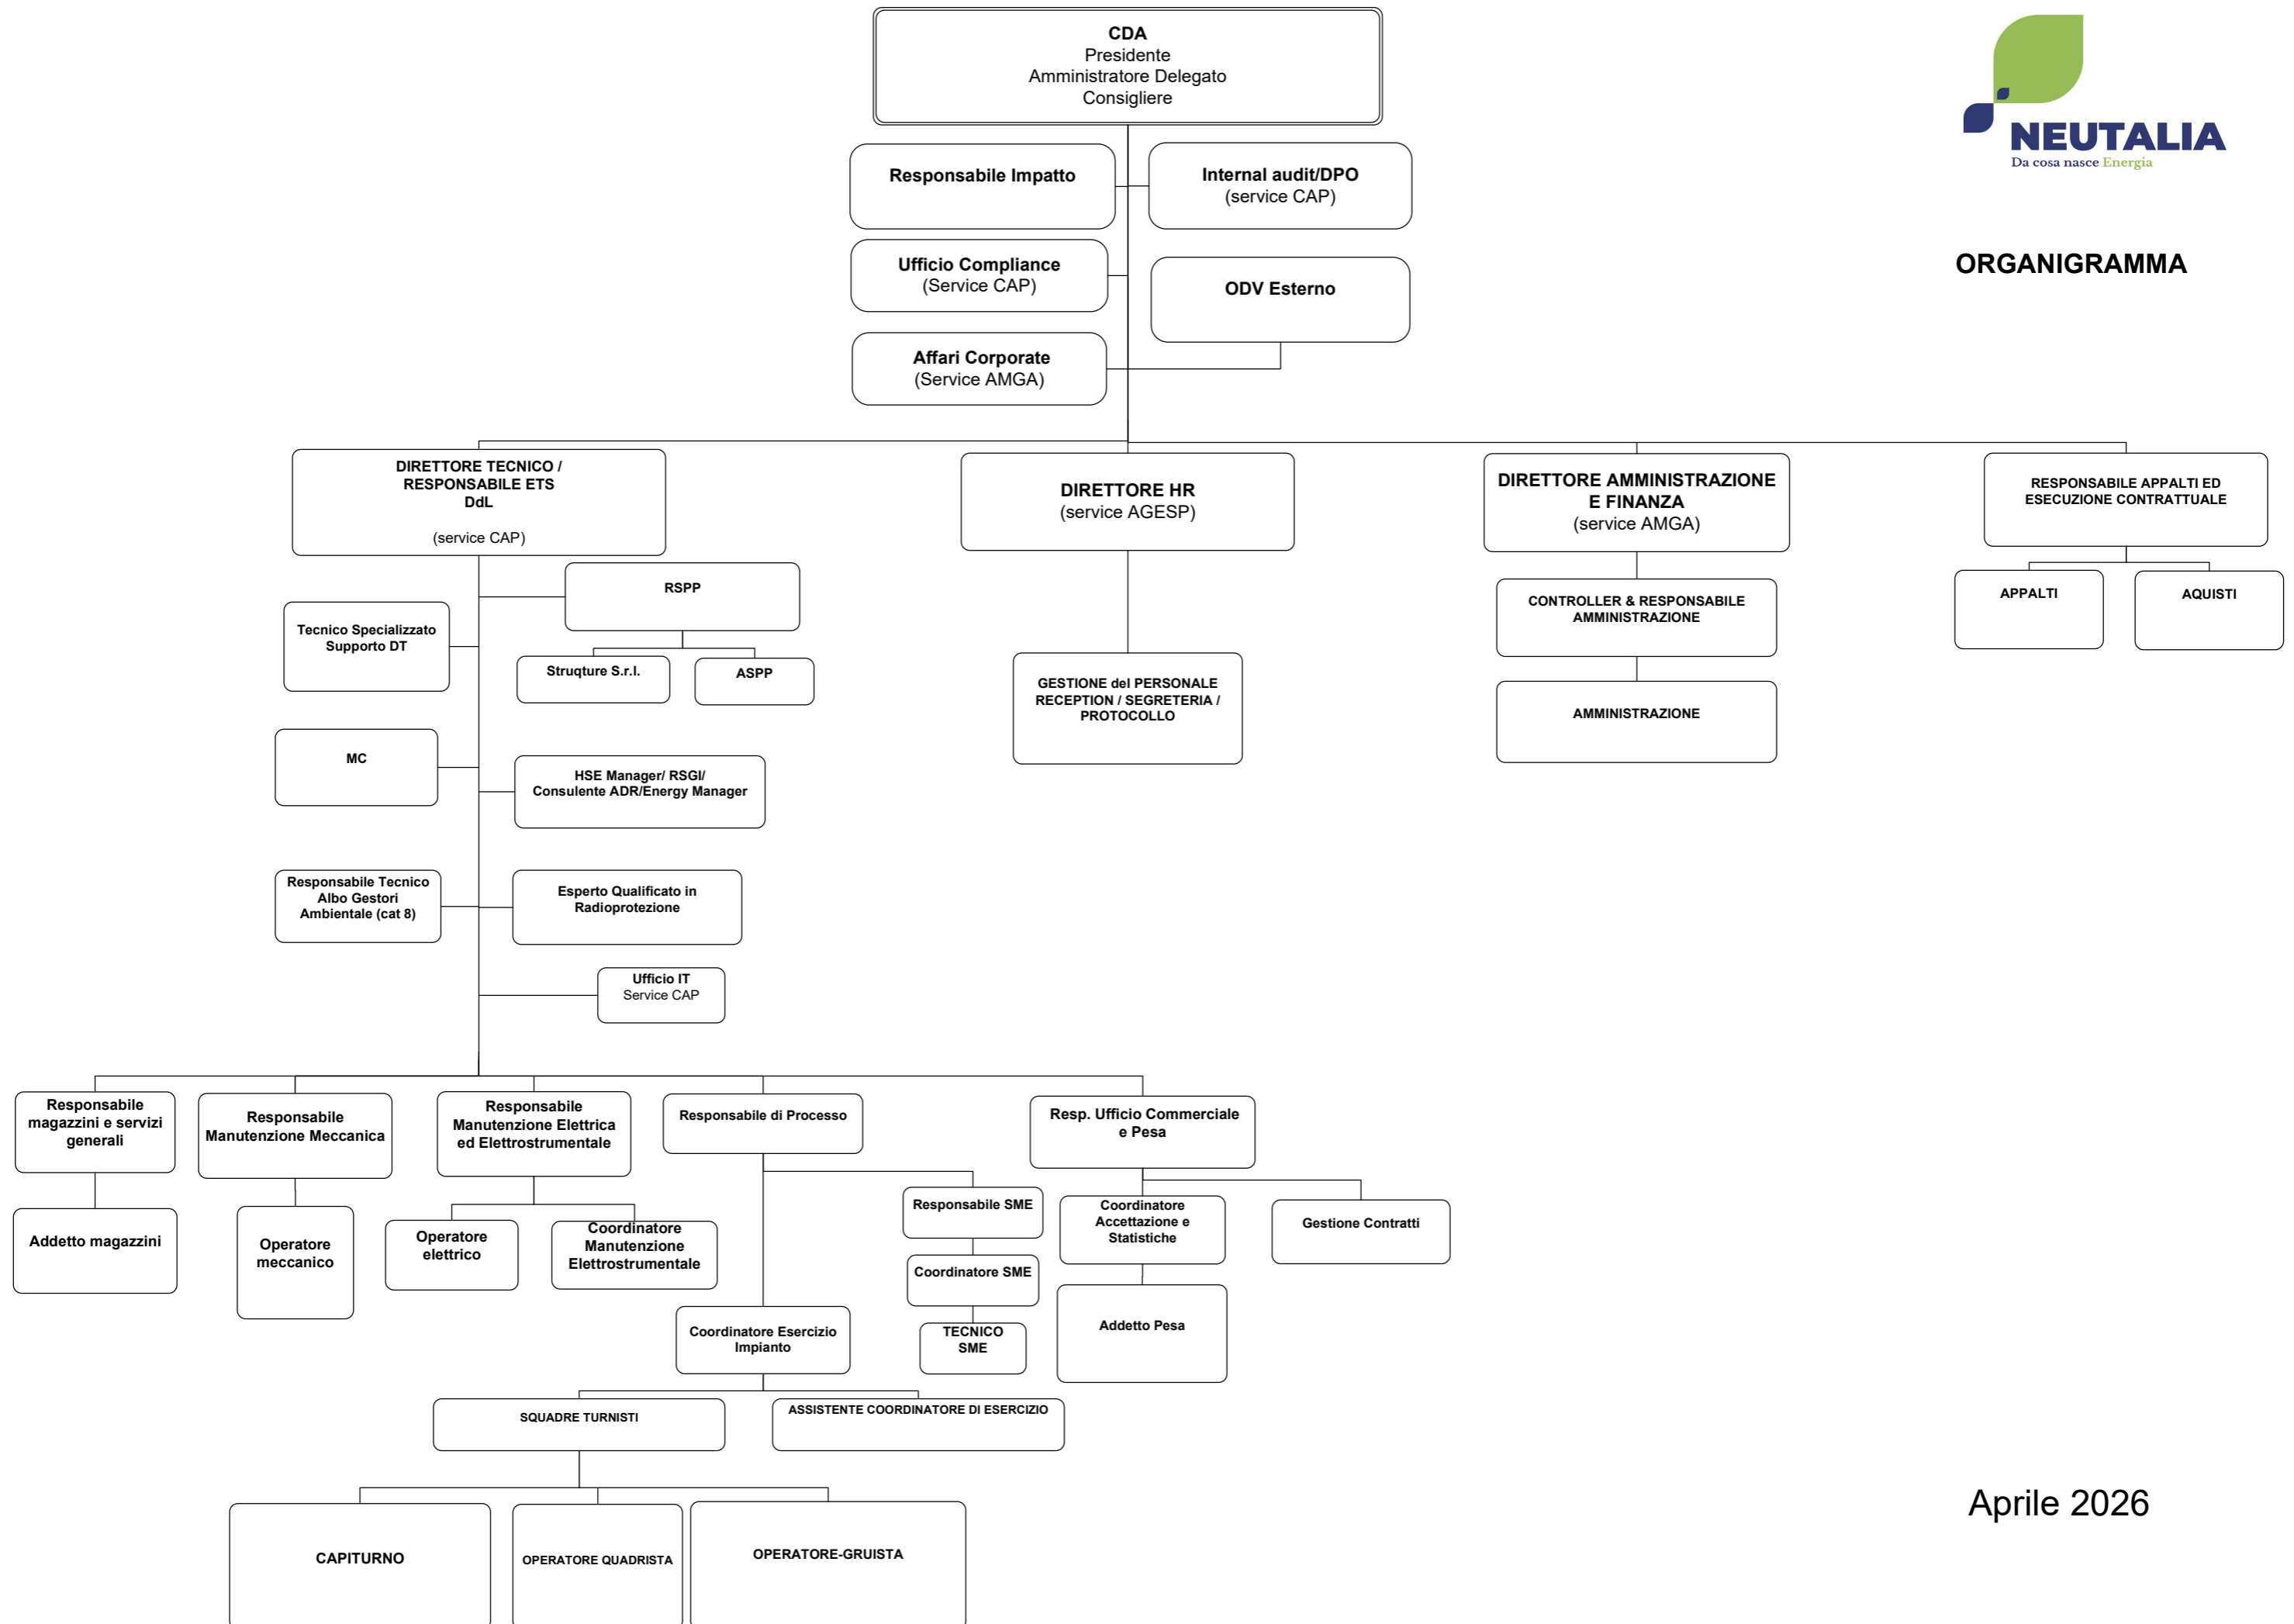 CDA
Presidente
Amministratore Delegato
Consigliere
NEUTALIA
Da cosa nasce Energia
ORGANIGRAMMA
Responsabile Impatto
Internal audit/DPO
(service CAP)
Ufficio Compliance
(Service CAP)
ODV Esterno
Affari Corporate
(Service AMGA)
DIRETTORE TECNICO /
RESPONSABILE ETS
DdL
(service CAP)
DIRETTORE HR
(service AGESP)
DIRETTORE AMMINISTRAZIONE
E FINANZA
(service AMGA)
RESPONSABILE APPALTI ED
ESECUZIONE CONTRATTUALE
RSPP
Tecnico Specializzato
Supporto DT
Struqture S.r.l.
ASPP
GESTIONE del PERSONALE
RECEPTION / SEGRETERIA /
PROTOCOLLO
CONTROLLER & RESPONSABILE
AMMINISTRAZIONE
AMMINISTRAZIONE
APPALTI
AQUISTI
MC
HSE Manager/ RSGI/
Consulente ADR/Energy Manager
Responsabile Tecnico
Albo Gestori
Ambientale (cat 8)
Esperto Qualificato in
Radioprotezione
Ufficio IT
Service CAP
Responsabile
magazzini e servizi
generali
Responsabile
Manutenzione Meccanica
Responsabile
Manutenzione Elettrica
ed Elettrostrumentale
Responsabile di Processo
Resp. Ufficio Commerciale
e Pesa
Addetto magazzini
Operatore
meccanico
Operatore
elettrico
Coordinatore
Manutenzione
Elettrostrumentale
Responsabile SME
Coordinatore
Accettazione e
Statistiche
Gestione Contratti
Coordinatore SME
Coordinatore Esercizio
Impianto
TECNICO
SME
Addetto Pesa
SQUADRE TURNISTI
ASSISTENTE COORDINATORE DI ESERCIZIO
CAPITURNO
OPERATORE QUADRISTA
OPERATORE-GRUISTA
Aprile 2026